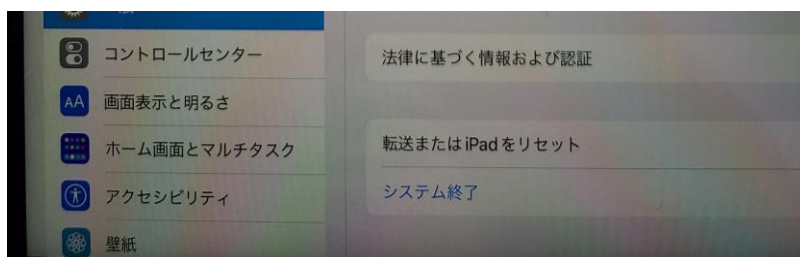 コントロールセンター
AA 画面表示と明るさ
ホーム画面とマルチタスク
アクセシビリティ
壁紙
法律に基づく情報および認証
転送またはiPadをリセット
システム終了